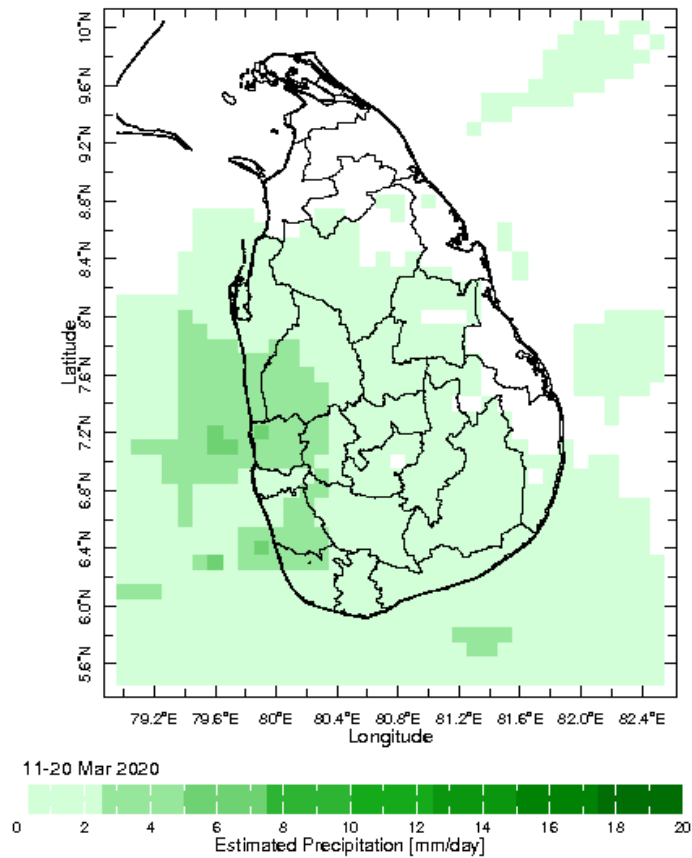 10°N
9.6°N
9.2°N
8.8°N
8.4°N
8°N
7.6°N
7.2°N
6.8°N
6.4°N
6.0°N
5.6°N
Latitude
79.2°E 79.6°E 80°E 80.4°E 80.8°E 81.2°E 81.6°E 82.0°E 82.4°E
Longitude
11-20 Mar 2020
0 2 4 6 8 10 12 14 16 18 20
Estimated Precipitation [mm/day]